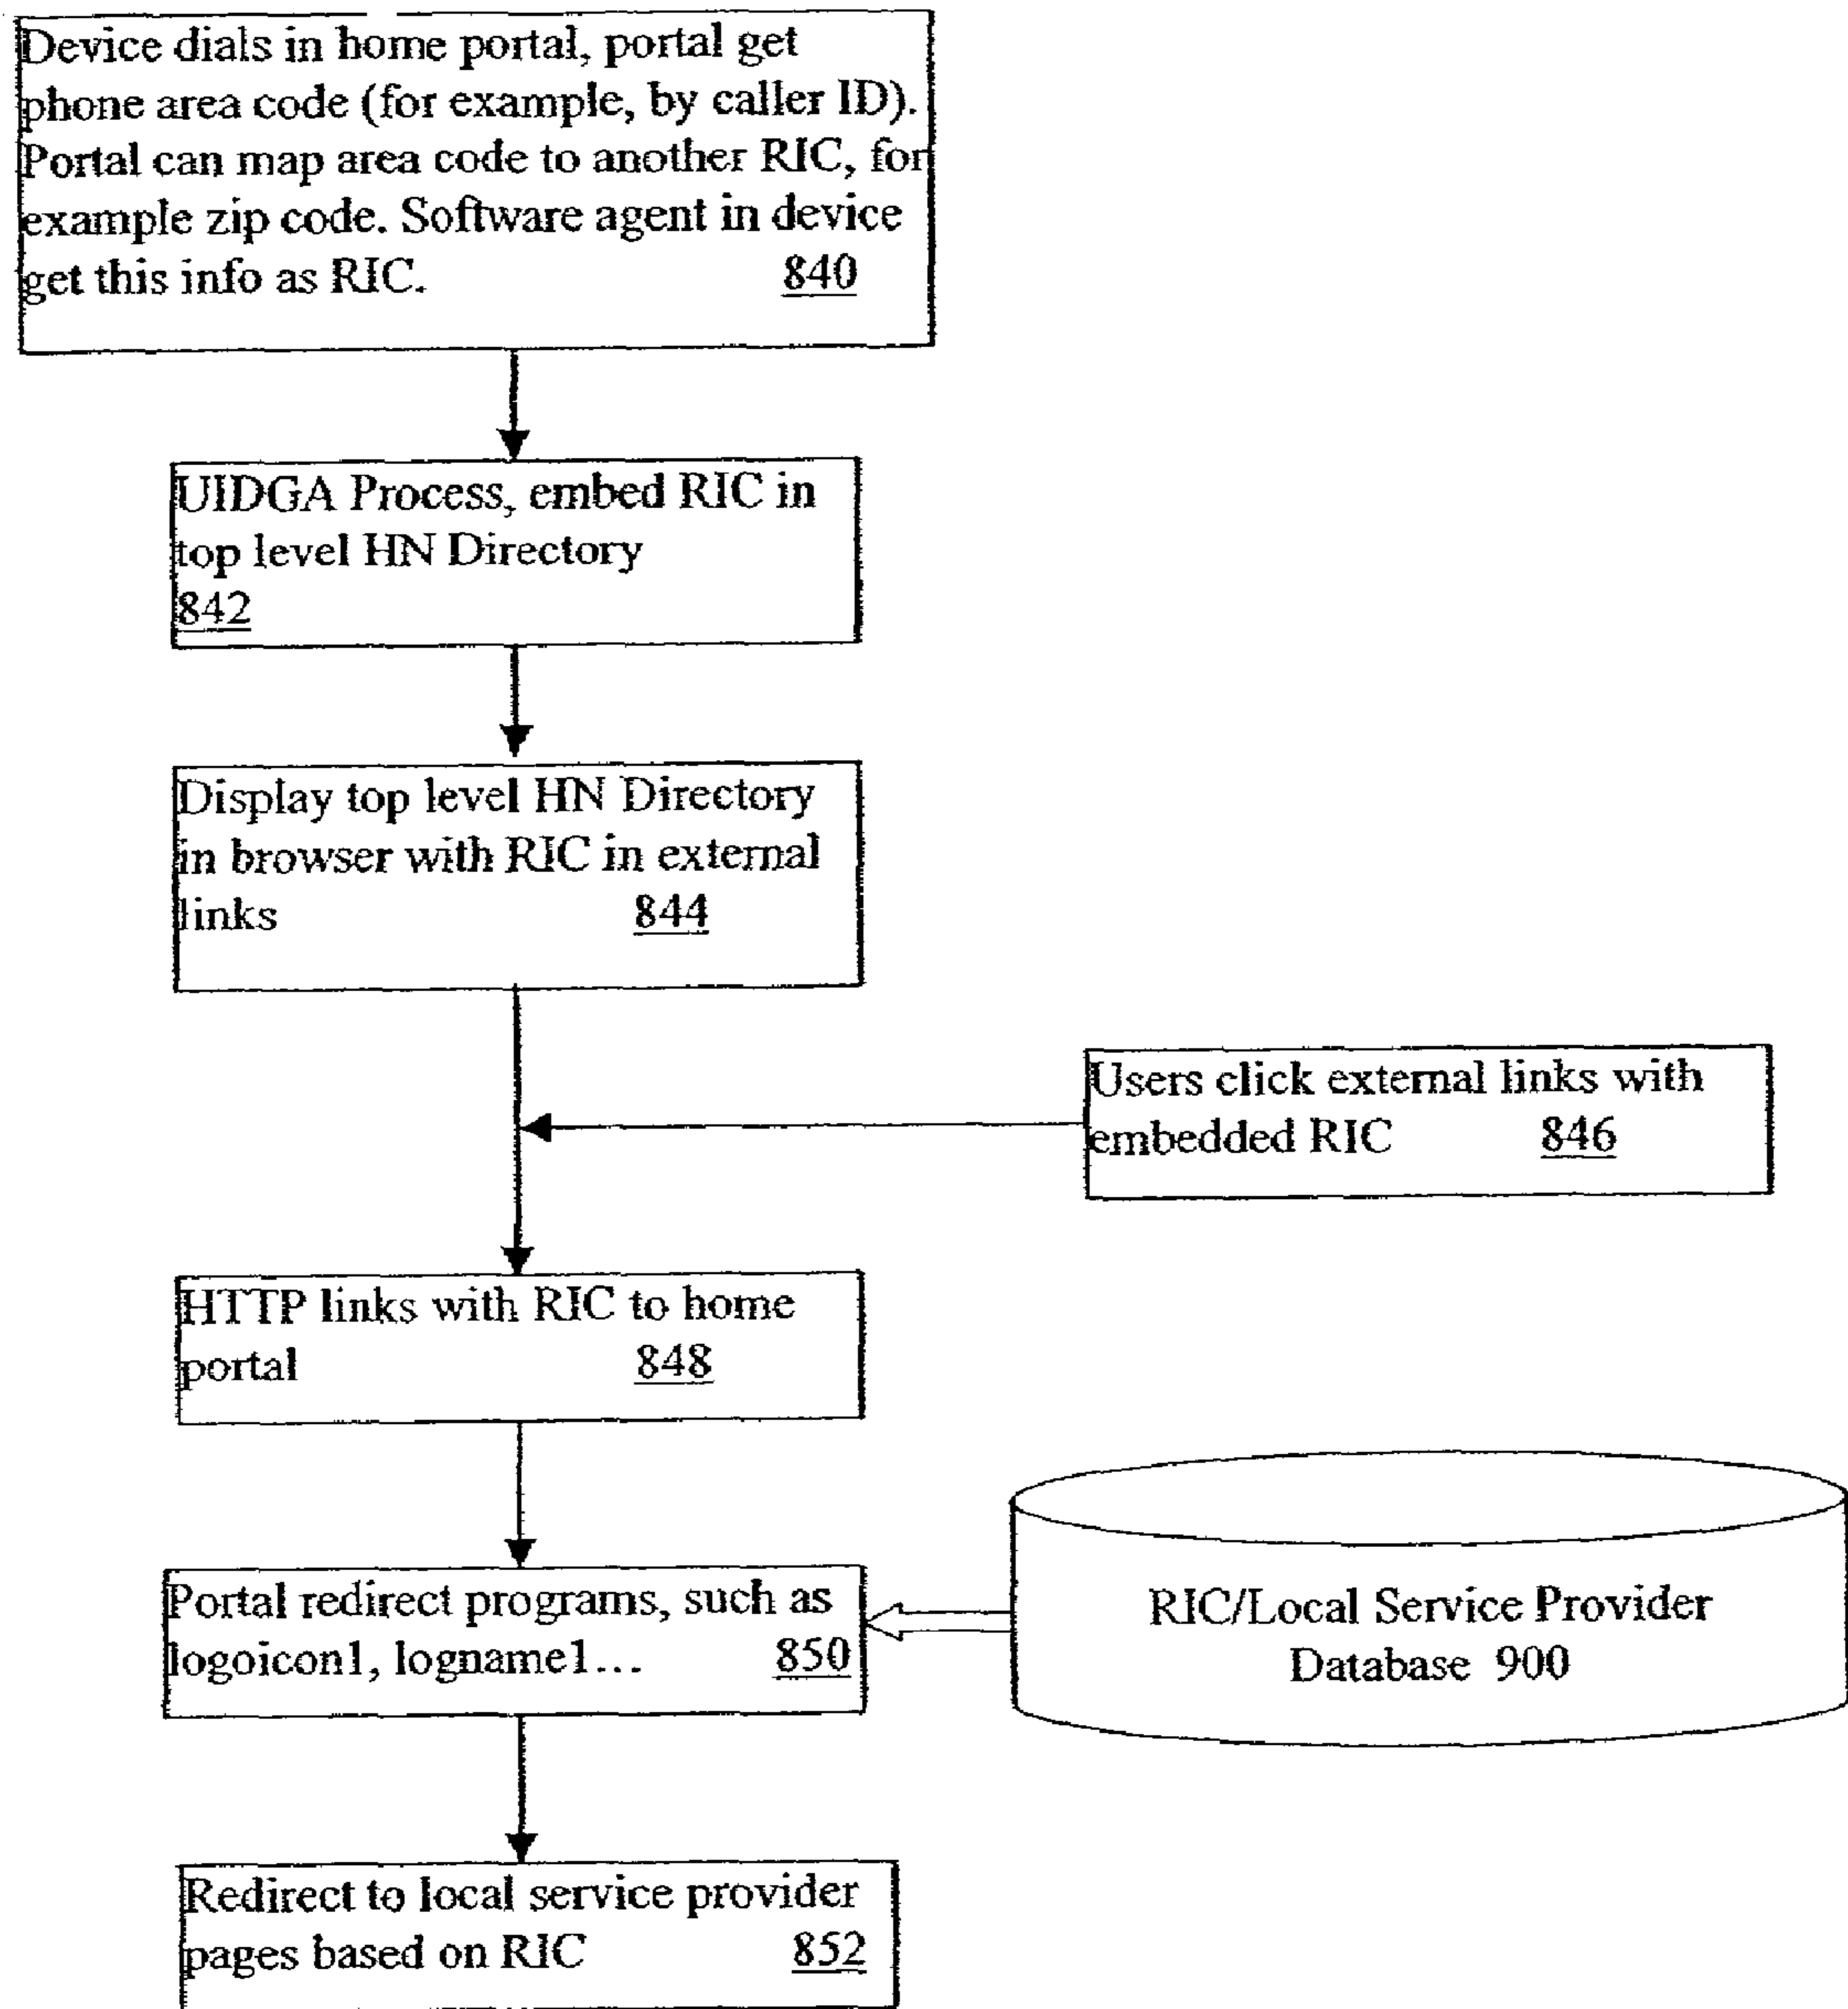 Device dials in home portal, portal get
phone area code (for example, by caller ID).
Portal can map area code to another RIC, for
example zip code. Software agent in device
get this info as RIC. 840
UIDGA Process, embed RIC in
top level HN Directory
842
Display top level HN Directory
in browser with RIC in external
links 844
Users click external links with
embedded RIC 846
HTTP links with RIC to home
portal 848
Portal redirect programs, such as
logoicon1, logname1... 850
RIC/Local Service Provider
Database 900
Redirect to local service provider
pages based on RIC 852